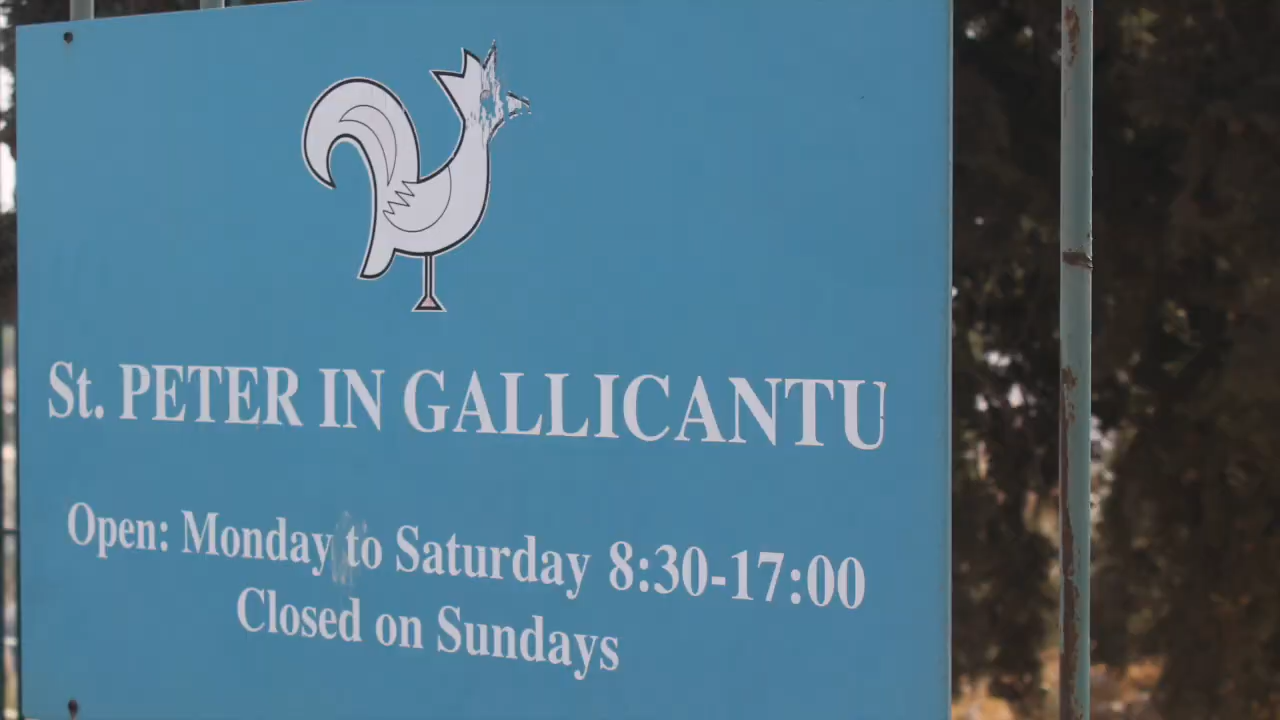 St. PETER IN GALLICANTU
Open: Monday to Saturday 8:30-17:00
Closed on Sundays